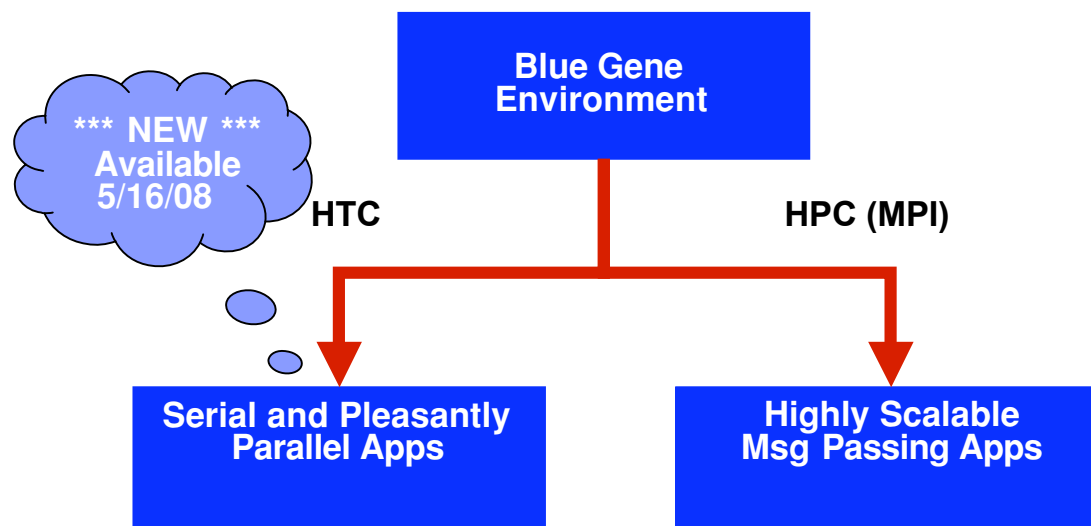 Blue Gene
Environment
*** NEW ***
Available
5/16/08
HTC
HPC (MPI)
Serial and Pleasantly
Parallel Apps
Highly Scalable
Msg Passing Apps